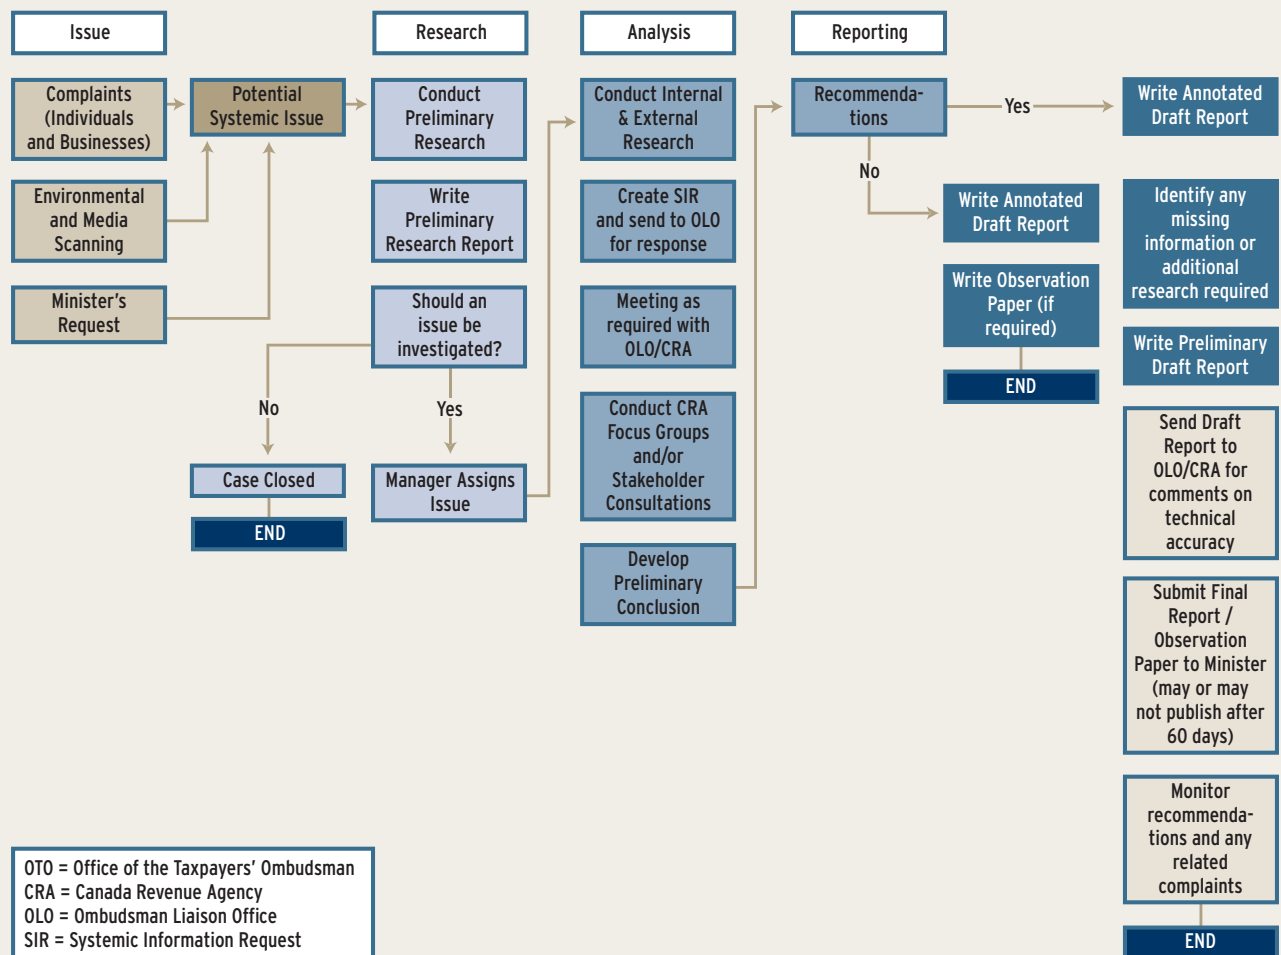 Issue
Research
Analysis
Reporting
Complaints
(Individuals
and Businesses)
Environmental
and Media
Scanning
Minister's
Request
Potential
Systemic Issue
No
Case Closed
END
Conduct
Preliminary
Research
Write
Preliminary
Research Report
Should an
issue be
investigated?
Yes
Manager Assigns
Issue
Conduct Internal
& External
Research
Create SIR
and send to OLO
for response
Meeting as
required with
OLO/CRA
Conduct CRA
Focus Groups
and/or
Stakeholder
Consultations
Develop
Preliminary
Conclusion
Recommenda-
tions
No
Write Annotated
Draft Report
Write Observation
Paper (if
required)
END
Yes
Write Annotated
Draft Report
Identify any
missing
information or
additional
research required
Write Preliminary
Draft Report
Send Draft
Report to
OLO/CRA for
comments on
technical
accuracy
Submit Final
Report /
Observation
Paper to Minister
(may or may
not publish after
60 days)
Monitor
recommenda-
tions and any
related
complaints
END
OTO = Office of the Taxpayers' Ombudsman
CRA = Canada Revenue Agency
OLO = Ombudsman Liaison Office
SIR = Systemic Information Request